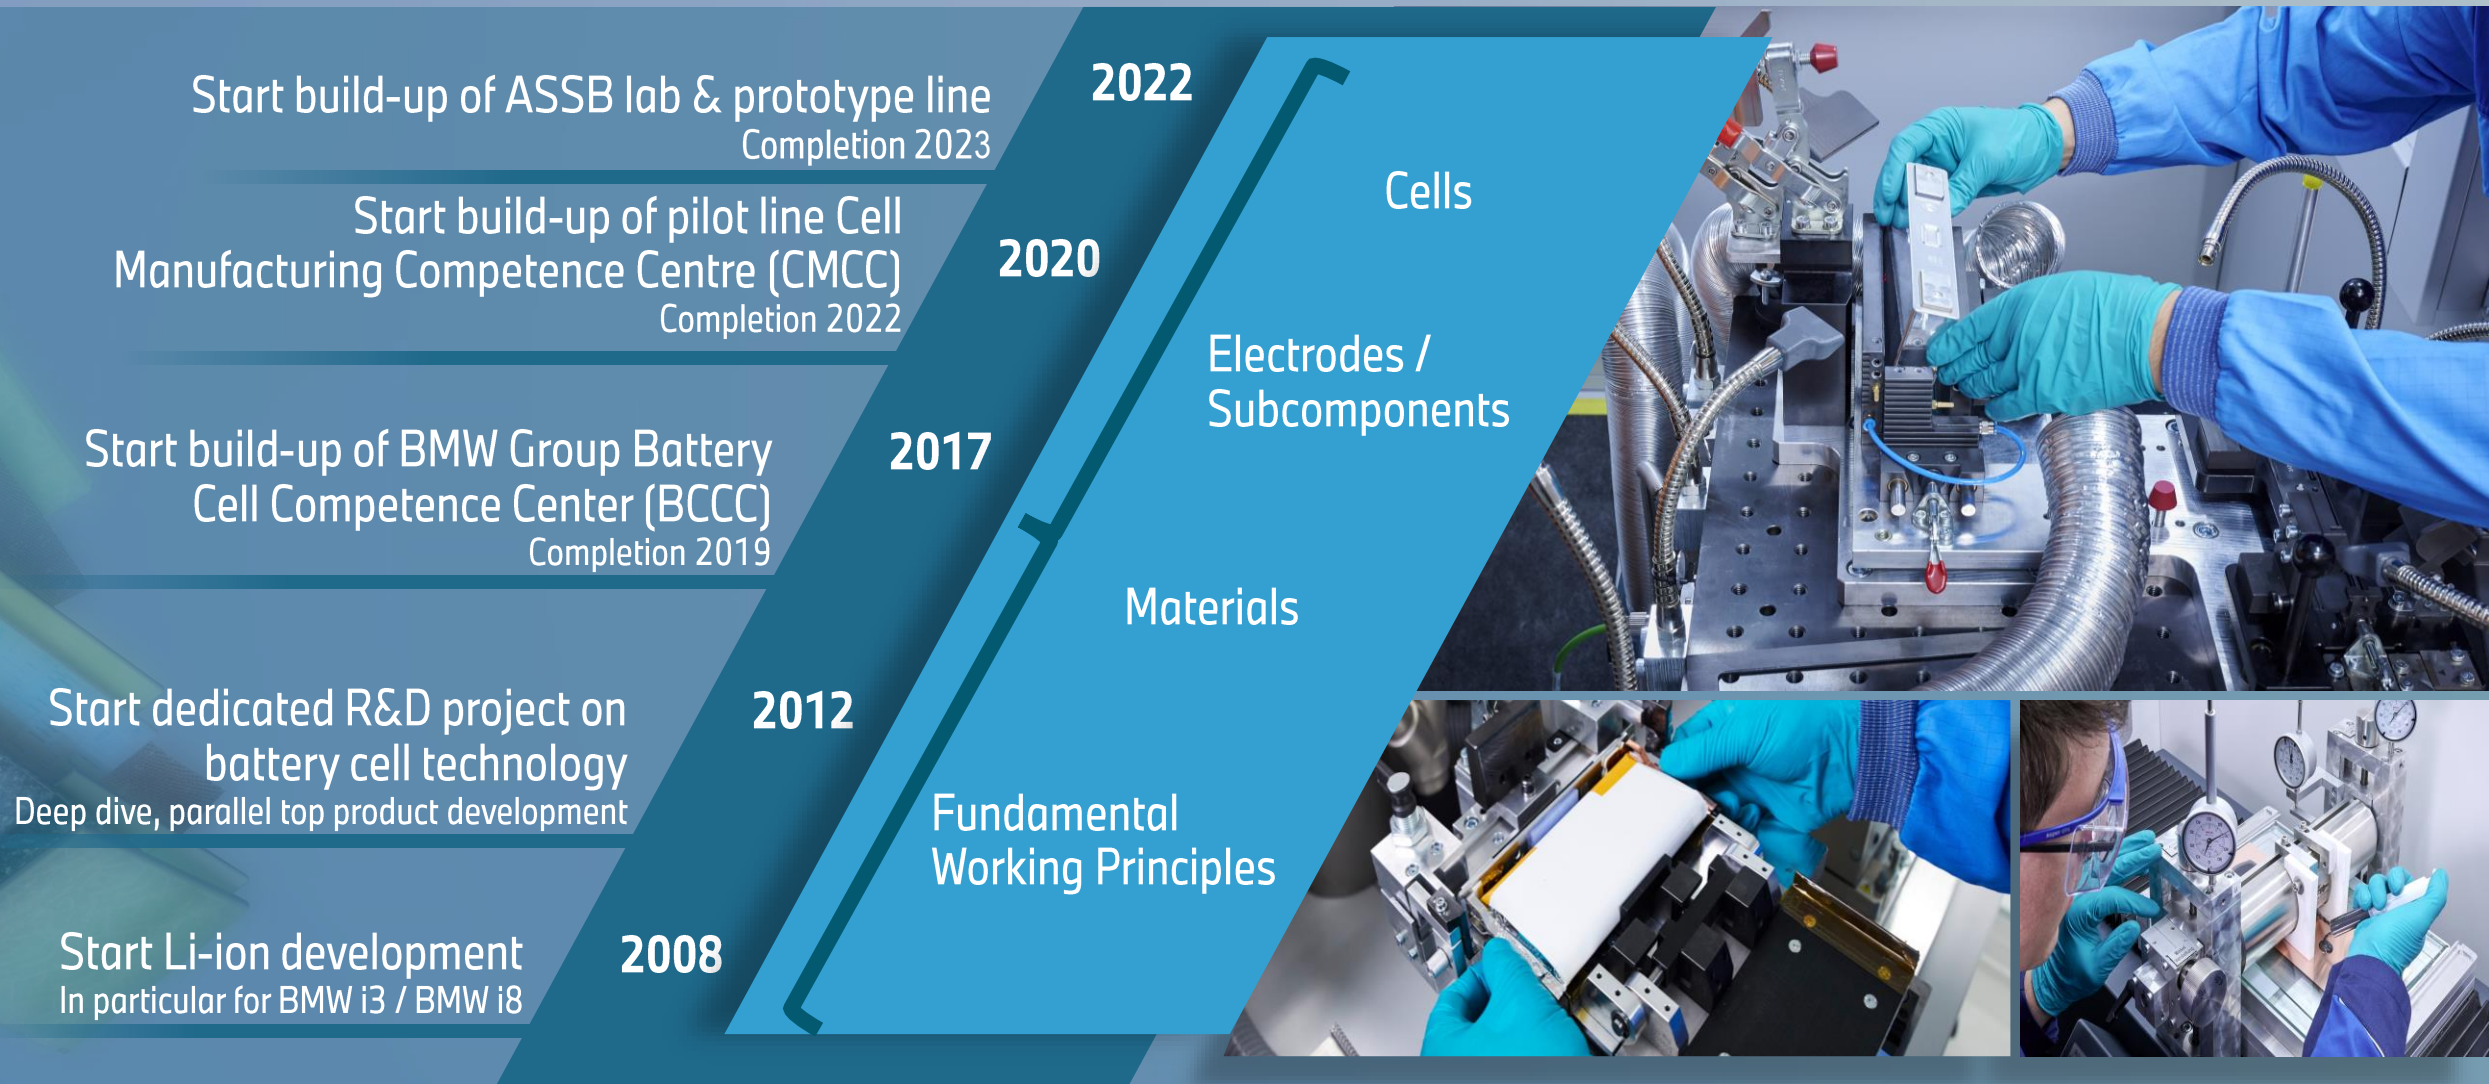 Start build-up of ASSB lab & prototype line
Completion 2023
2022
Start build-up of pilot line Cell
Manufacturing Competence Centre (CMCC)
Completion 2022
2020
Start build-up of BMW Group Battery
Cell Competence Center (BCCC)
Completion 2019
2017
Start dedicated R&D project on
battery cell technology
Deep dive, parallel top product development
2012
Start Li-ion development
In particular for BMW i3 / BMW i8
2008
Cells
Electrodes /
Subcomponents
Materials
Fundamental
Working Principles